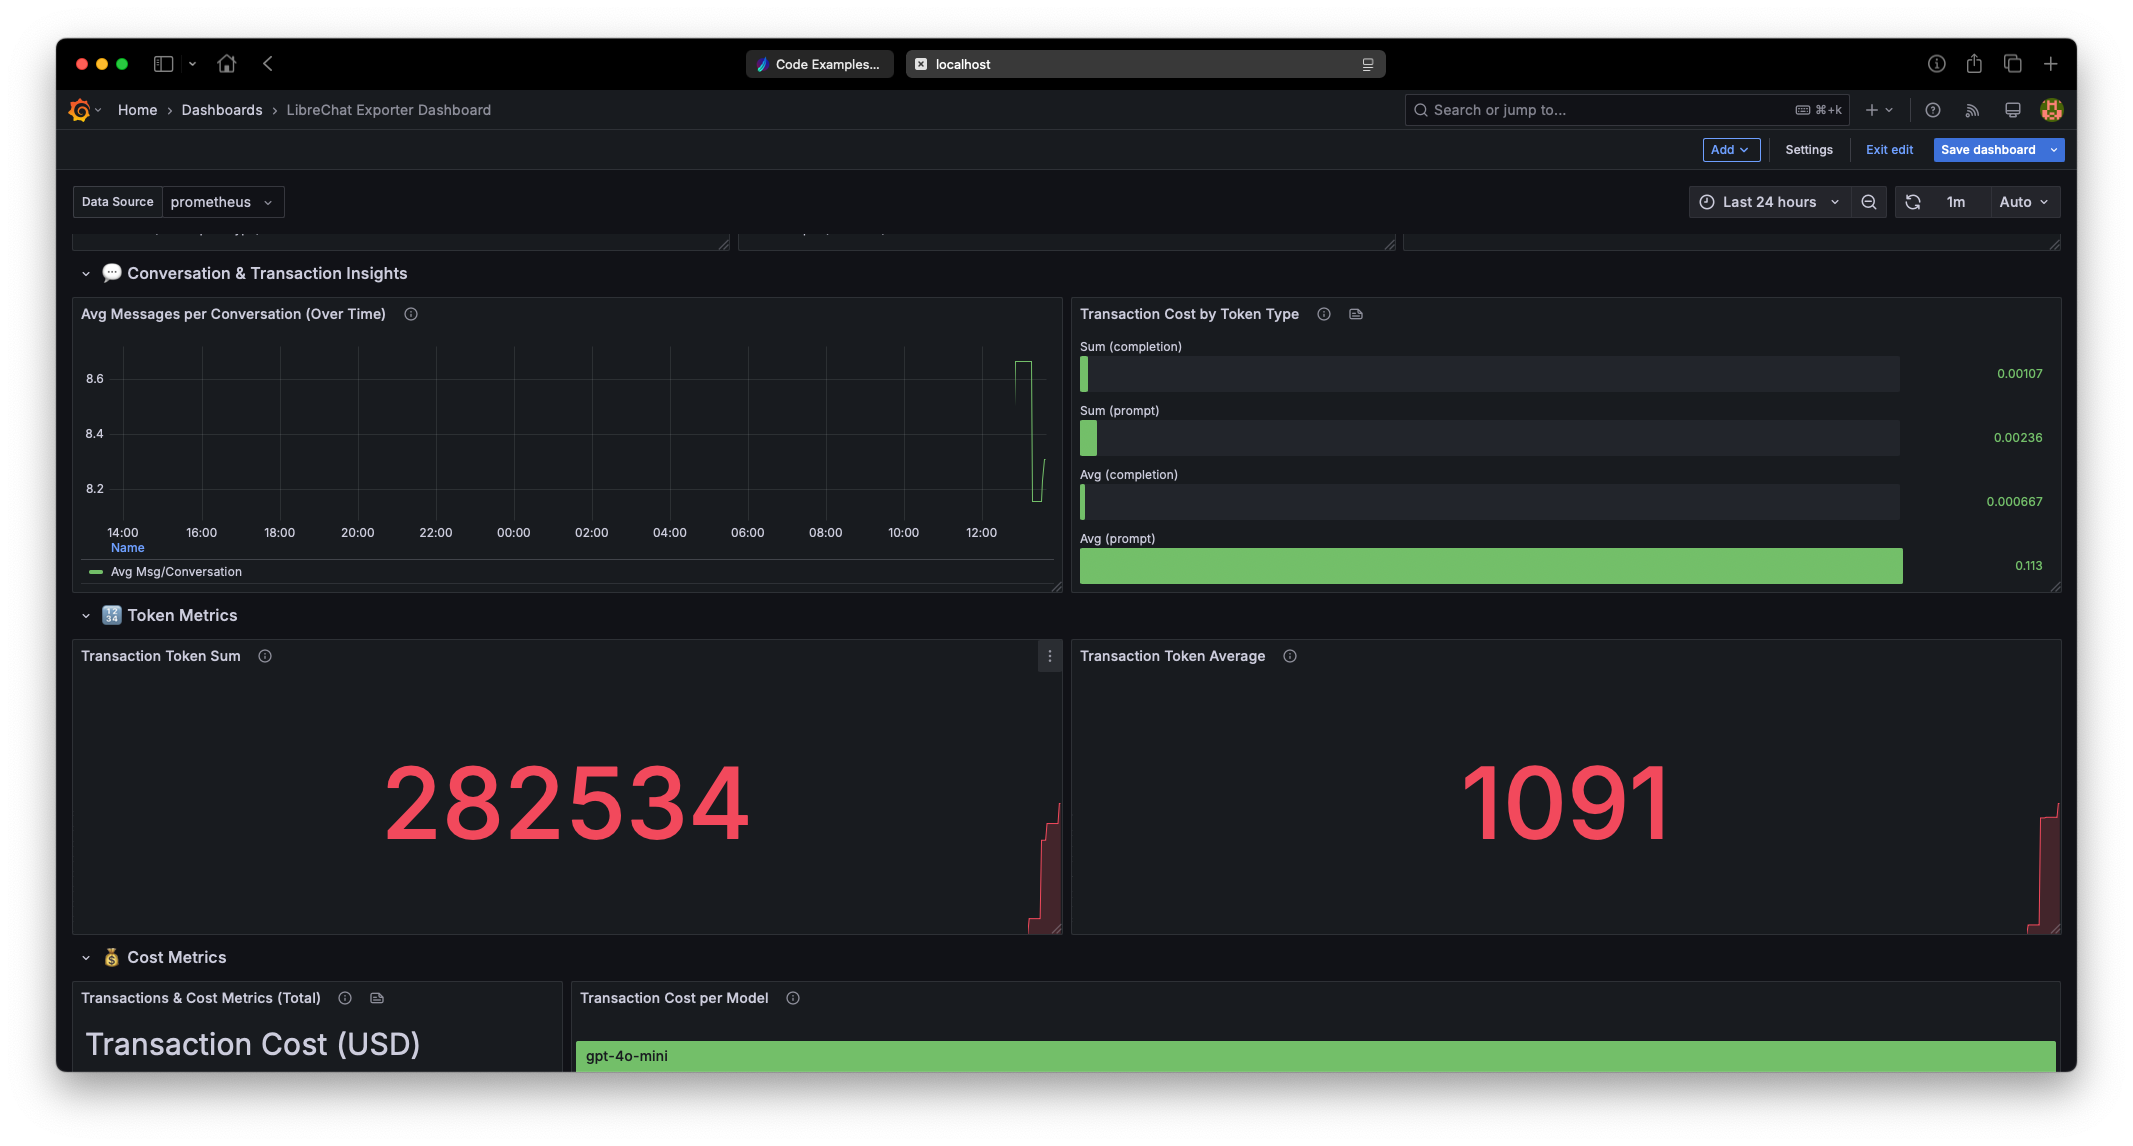 Code Examples...
localhost
Home › Dashboards › LibreChat Exporter Dashboard
Search or jump to...
⌘+k
Add
Settings
Exit edit
Save dashboard
Data Source
prometheus
Last 24 hours
1m
Auto
💬 Conversation & Transaction Insights
Avg Messages per Conversation (Over Time)
8.6
8.4
8.2
14:00 16:00 18:00 20:00 22:00 00:00 02:00 04:00 06:00 08:00 10:00 12:00
Name
Avg Msg/Conversation
Transaction Cost by Token Type
Sum (completion)
0.00107
Sum (prompt)
0.00236
Avg (completion)
0.000667
Avg (prompt)
0.113
🔢 Token Metrics
Transaction Token Sum
282534
Transaction Token Average
1091
💰 Cost Metrics
Transactions & Cost Metrics (Total)
Transaction Cost (USD)
Transaction Cost per Model
gpt-4o-mini